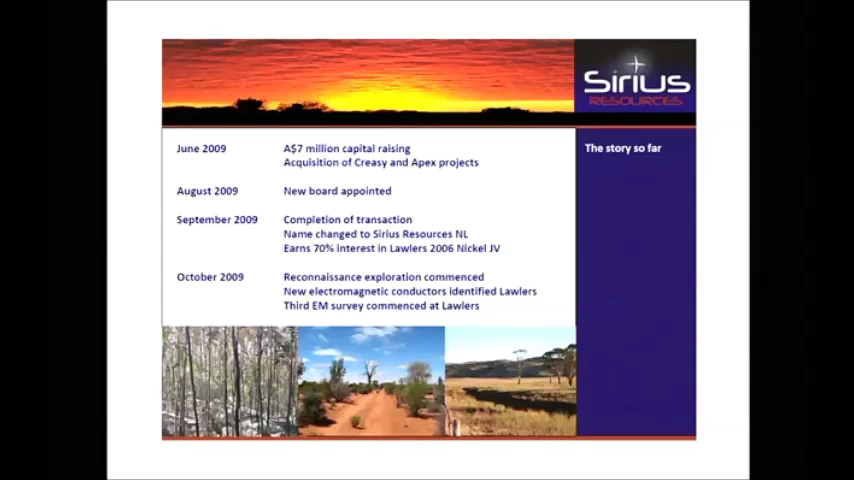 Sirius
RESOURCES
The story so far
June 2009 A$7 million capital raising
Acquisition of Creasy and Apex projects
August 2009 New board appointed
September 2009 Completion of transaction
Name changed to Sirius Resources NL
Earns 70% interest in Lawlers 2006 Nickel JV
October 2009 Reconnaissance exploration commenced
New electromagnetic conductors identified Lawlers
Third EM survey commenced at Lawlers